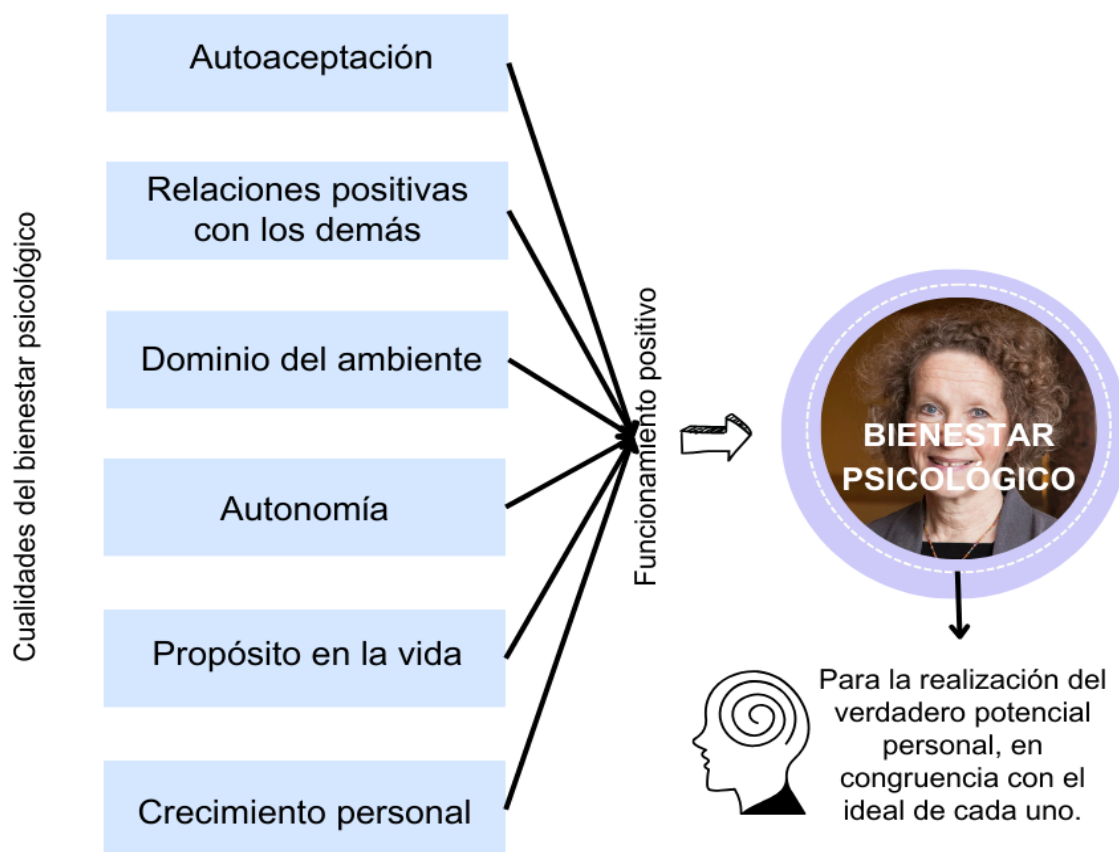 Cualidades del bienestar psicológico
Autoaceptación
Relaciones positivas
con los demás
Dominio del ambiente
Autonomía
Propósito en la vida
Crecimiento personal
Funcionamiento positivo
BIENESTAR
PSICOLÓGICO
Para la realización del
verdadero potencial
personal, en
congruencia con el
ideal de cada uno.